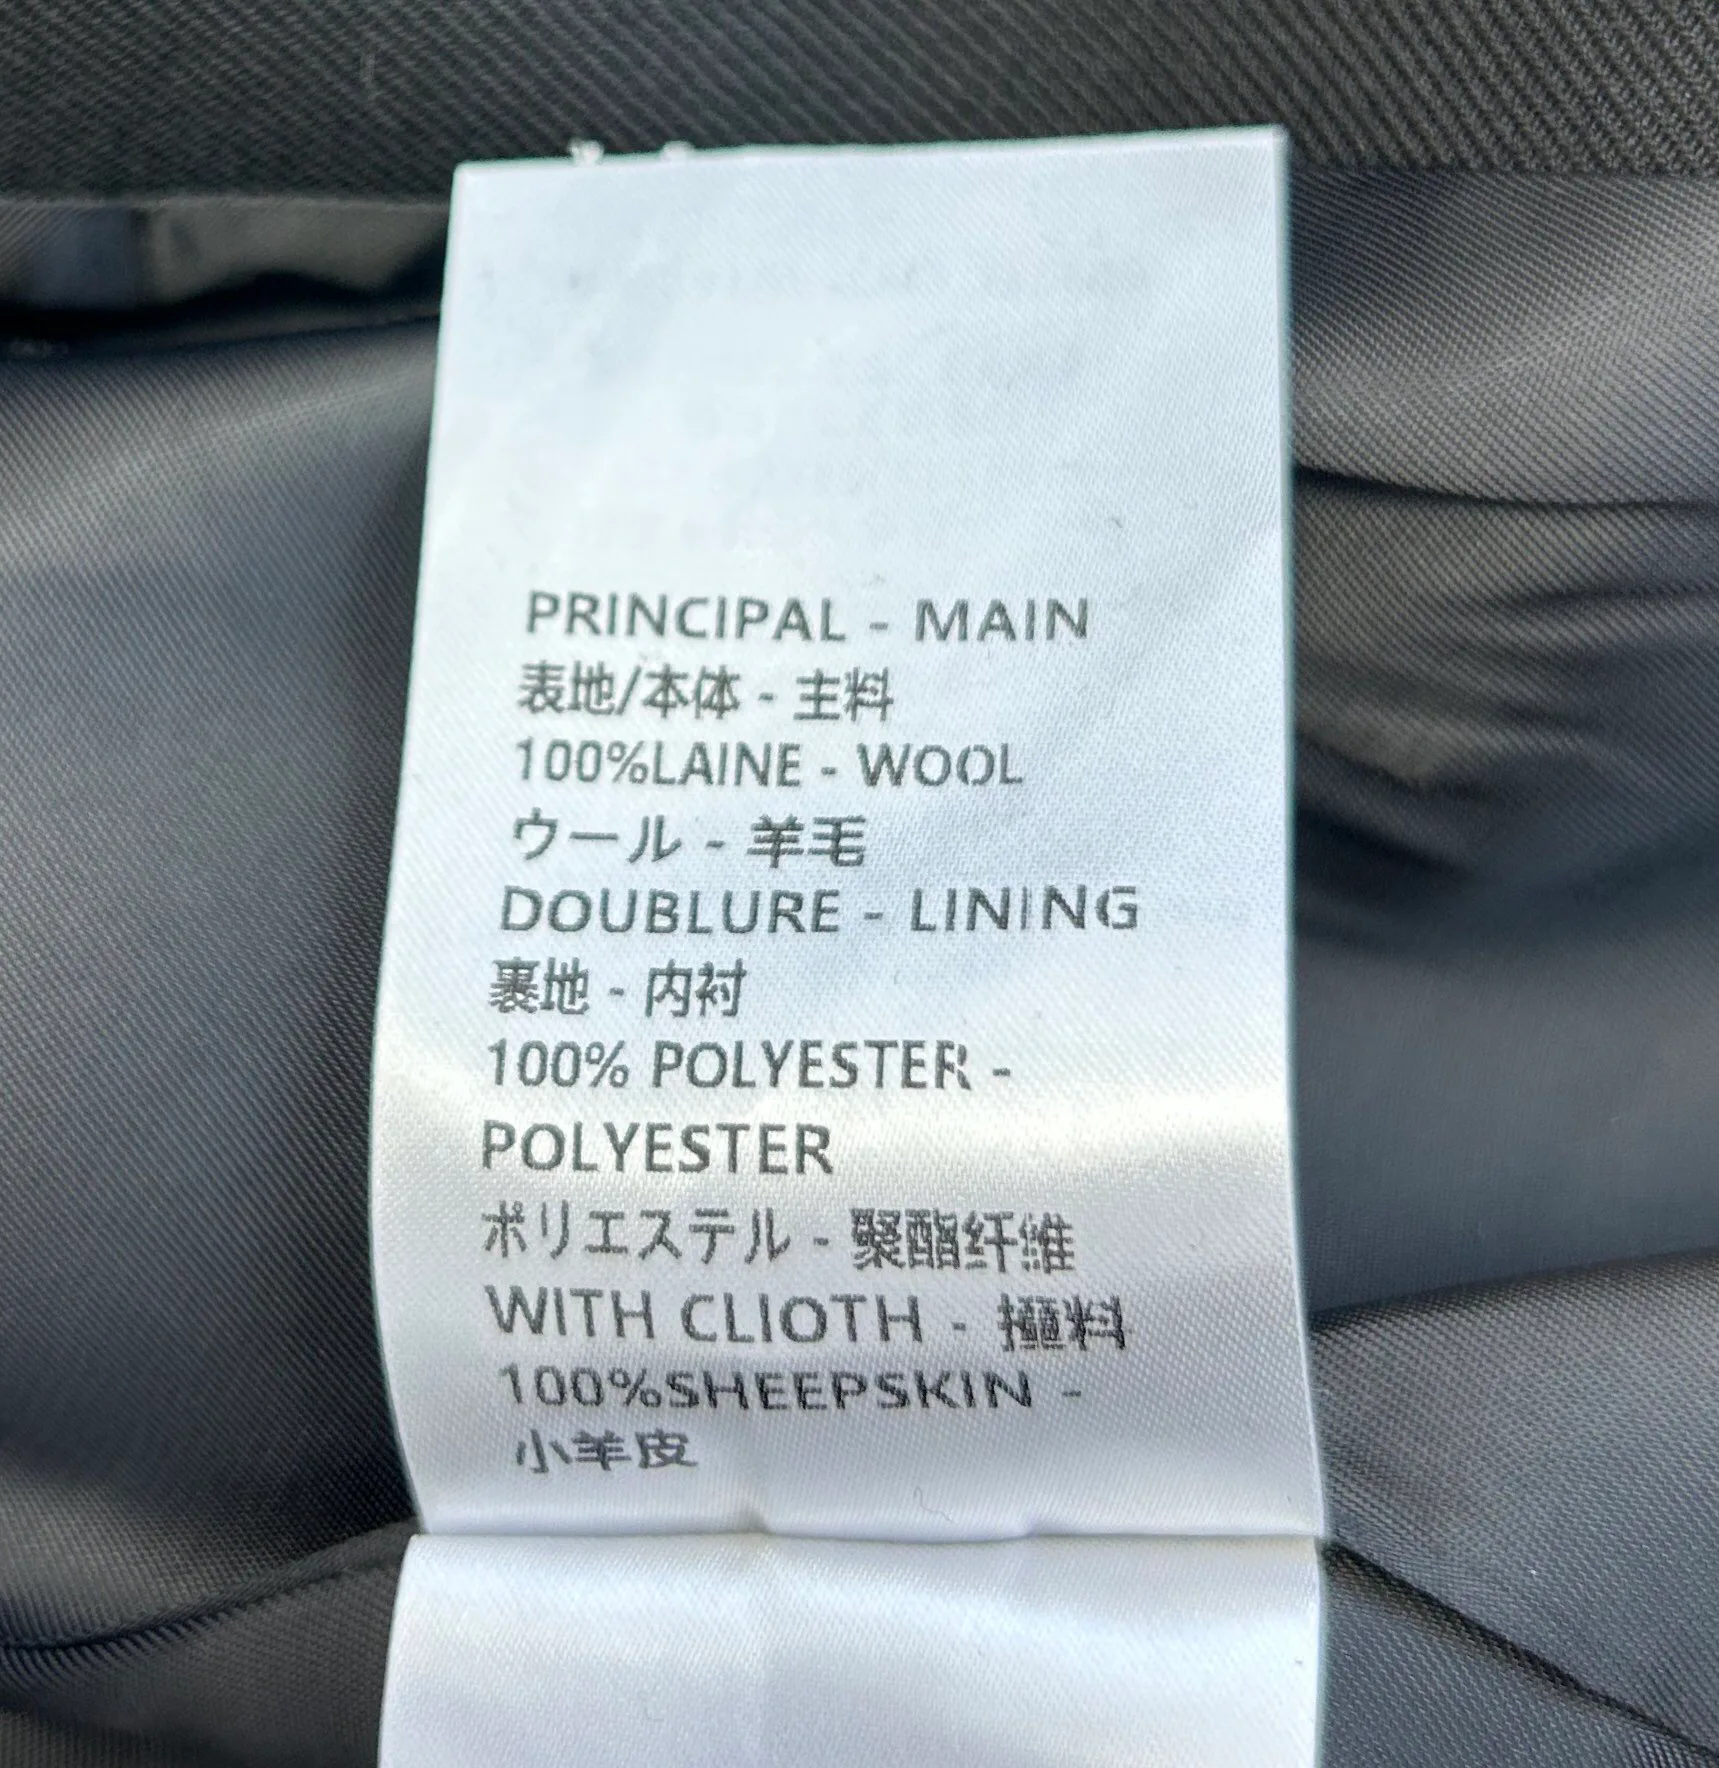 PRINCIPAL - MAIN
表地/本体 - 主料
100%LAINE - WOOL
ウール - 羊毛
DOUBLURE - LINING
裏地 - 内衬
100% POLYESTER -
POLYESTER
ポリエステル - 聚酯纤维
WITH CLIOTH - 撞料
100%SHEEPSKIN -
小羊皮